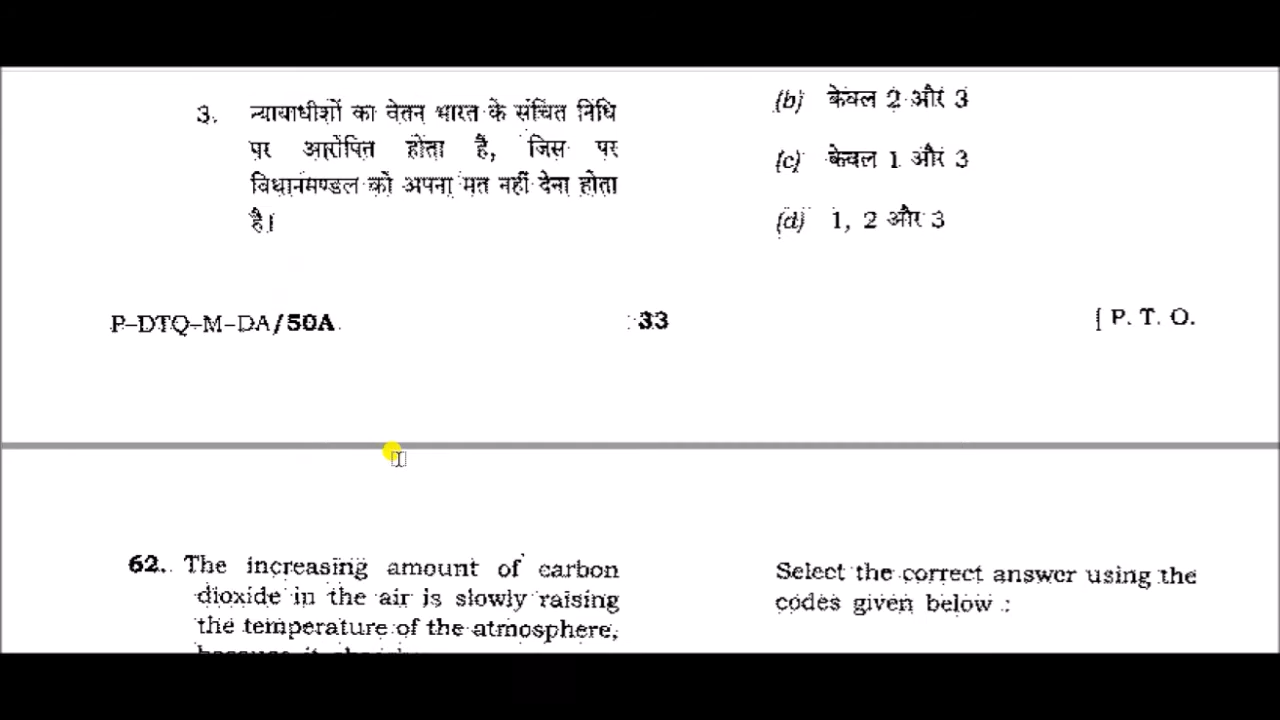 3. न्यायाधीशों का वेतन भारत के संचित निधि
पर आरोपित होता है, जिस पर
विधानमण्डल को अपना मत नहीं देना होता
है।
(b) केवल 2 और 3
(c) केवल 1 और 3
(d) 1, 2 और 3
P-DTQ-M-DA/50A
33
[ P. T. O.
62. The increasing amount of carbon
dioxide in the air is slowly raising
the temperature of the atmosphere,
because it
Select the correct answer using the
codes given below :